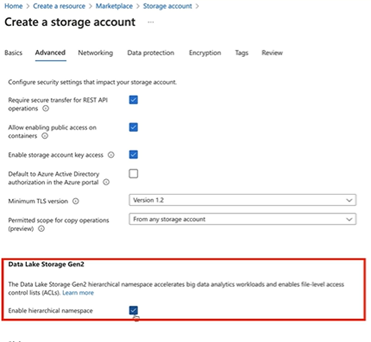 Home > Create a resource > Marketplace > Storage account >
Create a storage account ...
Basics Advanced Networking Data protection Encryption Tags Review
Configure security settings that impact your storage account.
Require secure transfer for REST API
operations
Allow enabling public access on
containers
Enable storage account key access
Default to Azure Active Directory
authorization in the Azure portal
Minimum TLS version Version 1.2
Permitted scope for copy operations
(preview) From any storage account
Data Lake Storage Gen2
The Data Lake Storage Gen2 hierarchical namespace accelerates big data analytics workloads and enables file-level access
control lists (ACLs). Learn more
Enable hierarchical namespace